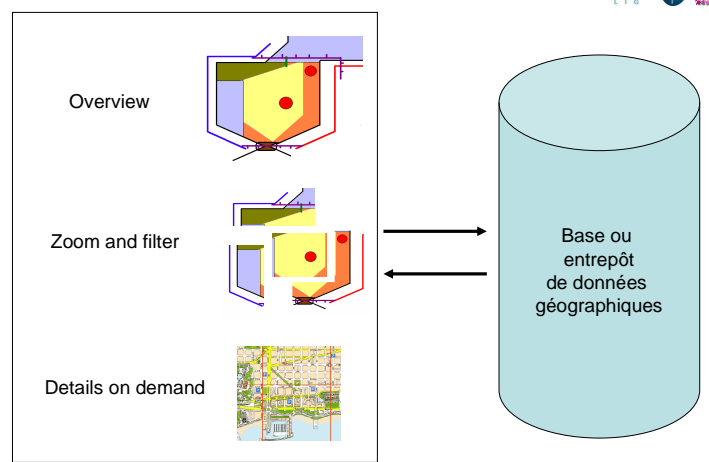 L I G
Overview
Zoom and filter
Details on demand
Base ou
entrepôt
de données
géographiques